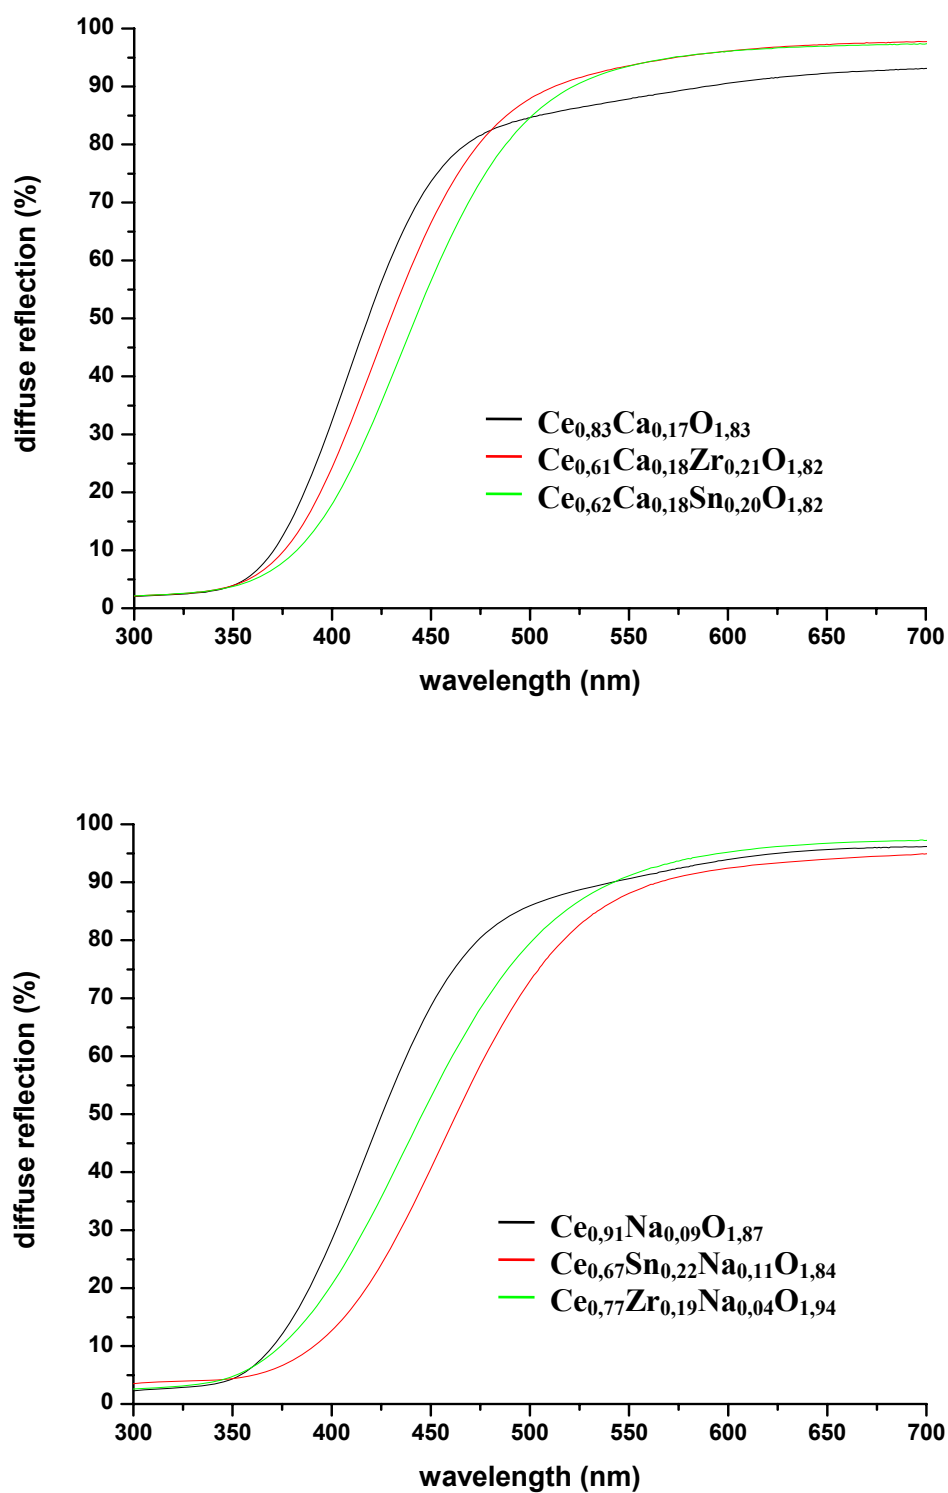 100
90
80
70
60
50
40
30
20
10
0
diffuse reflection (%)
Ce0,83Ca0,17O1,83
Ce0,61Ca0,18Zr0,21O1,82
Ce0,62Ca0,18Sn0,20O1,82
300 350 400 450 500 550 600 650 700
wavelength (nm)
100
90
80
70
60
50
40
30
20
10
0
diffuse reflection (%)
Ce0,91Na0,09O1,87
Ce0,67Sn0,22Na0,11O1,84
Ce0,77Zr0,19Na0,04O1,94
300 350 400 450 500 550 600 650 700
wavelength (nm)